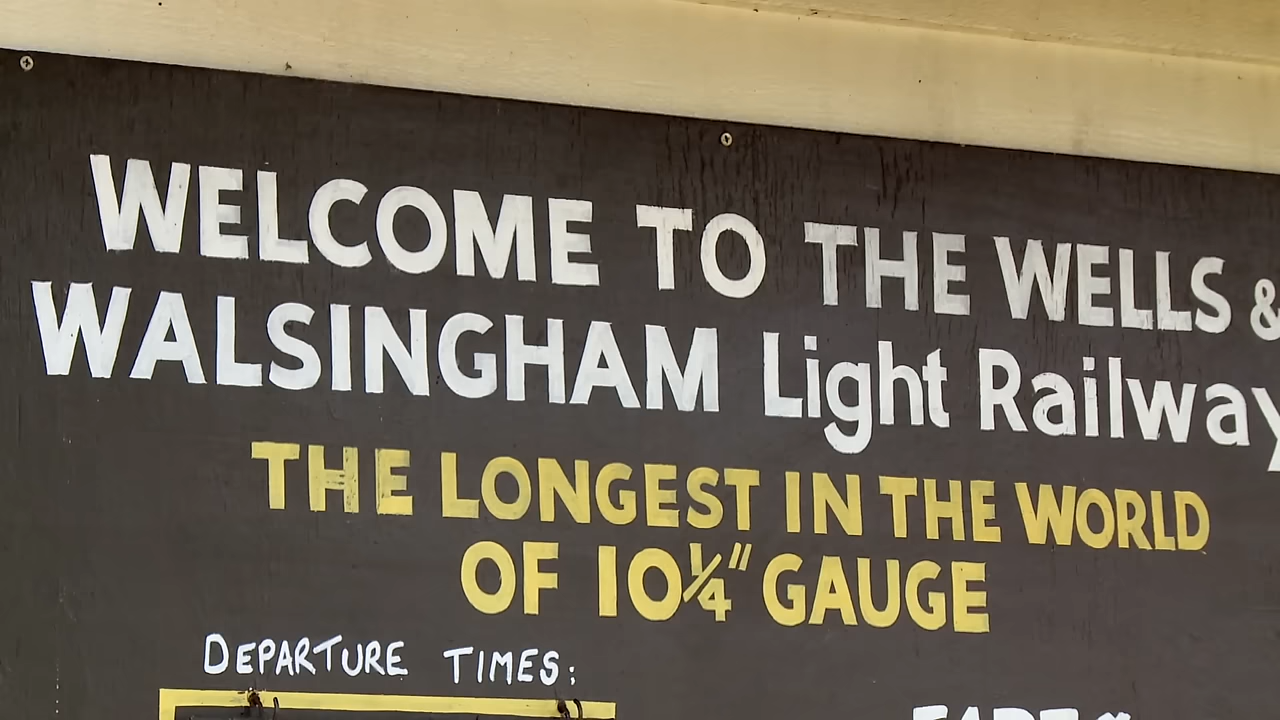 WELCOME TO THE WELLS &
WALSINGHAM Light Railway
THE LONGEST IN THE WORLD
OF 10¼" GAUGE
DEPARTURE TIMES: